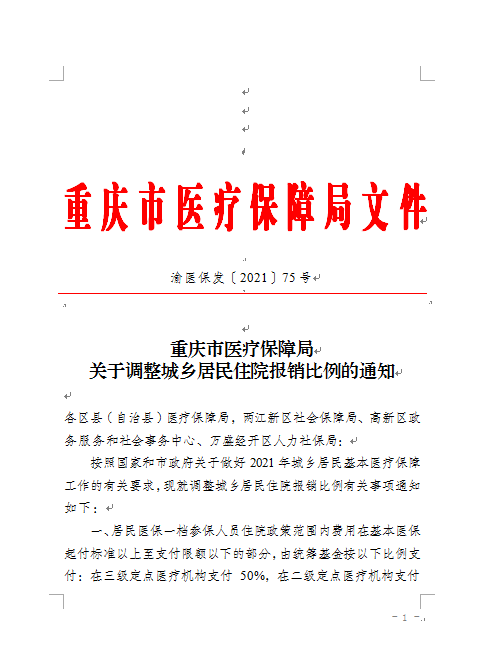 重庆市医疗保障局文件
渝医保发〔2021〕75号
重庆市医疗保障局
关于调整城乡居民住院报销比例的通知
各区县（自治县）医疗保障局，两江新区社会保障局、高新区政
务服务和社会事务中心、万盛经开区人力社保局：
按照国家和市政府关于做好2021年城乡居民基本医疗保障
工作的有关要求，现就调整城乡居民住院报销比例有关事项通知
如下：
一、居民医保一档参保人员住院政策范围内费用在基本医保
起付标准以上至支付限额以下的部分，由统筹基金按以下比例支
付：在三级定点医疗机构支付 50%，在二级定点医疗机构支付
－ 1 －